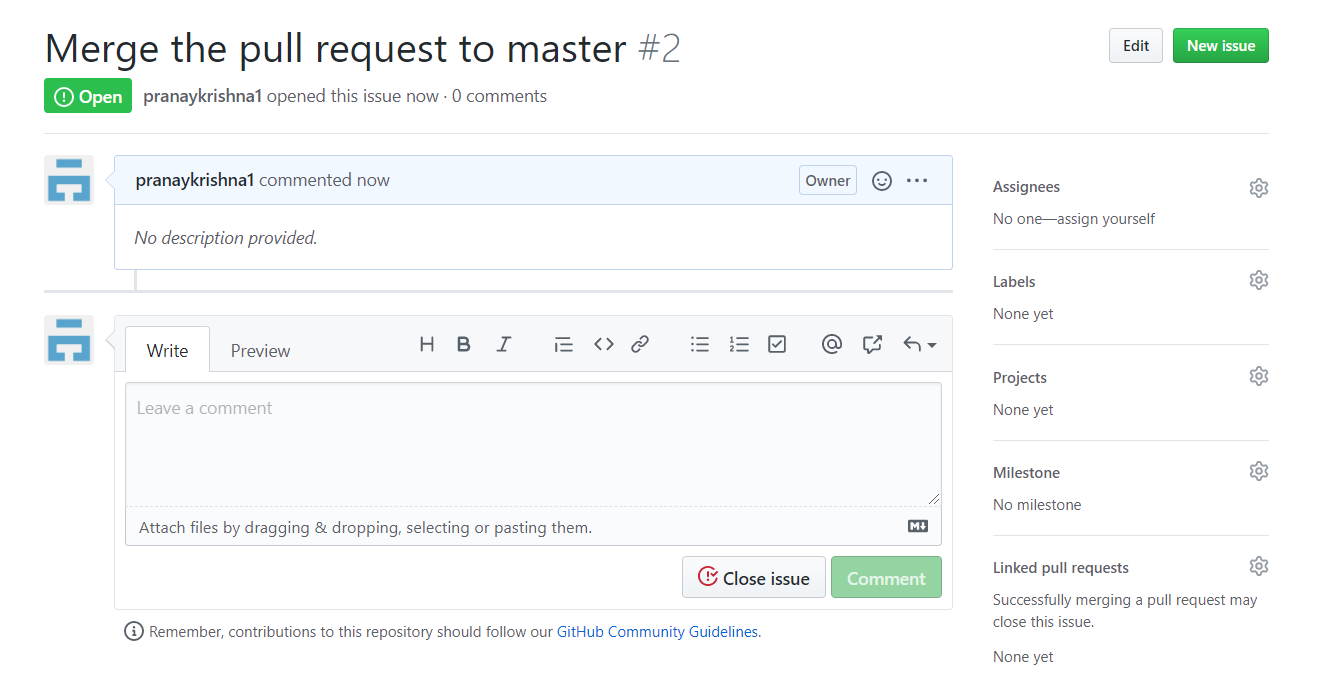 Merge the pull request to master #2
Edit
New issue
Open
pranaykrishna1 opened this issue now · 0 comments
pranaykrishna1 commented now
Owner
No description provided.
Write
Preview
Leave a comment
Attach files by dragging & dropping, selecting or pasting them.
Close issue
Comment
Remember, contributions to this repository should follow our GitHub Community Guidelines.
Assignees
No one—assign yourself
Labels
None yet
Projects
None yet
Milestone
No milestone
Linked pull requests
Successfully merging a pull request may
close this issue.
None yet